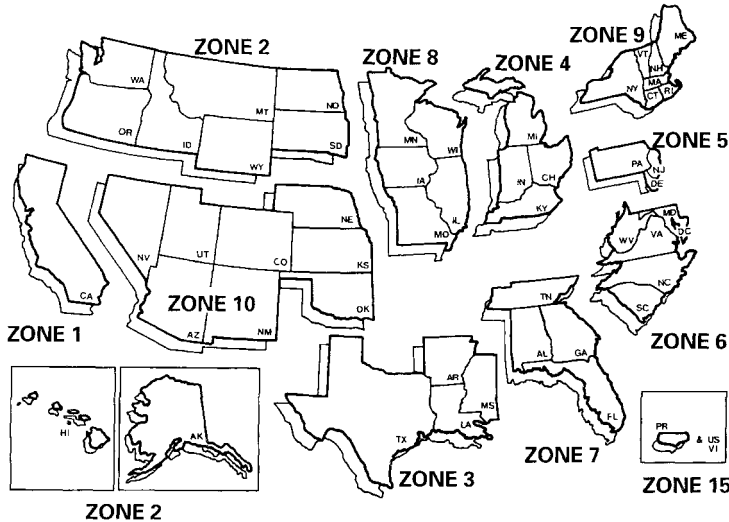 ZONE 2
WA
OR
ID
MT
WY
ND
SD
ZONE 8
MN
WI
IA
IL
MO
ZONE 4
MI
IN
OH
KY
ZONE 9
ME
VT
NH
MA
NY
CT
RI
ZONE 5
PA
NJ
DE
ZONE 1
CA
ZONE 10
NV
UT
CO
AZ
NM
NE
KS
OK
ZONE 6
MD
DC
WV
VA
NC
SC
ZONE 2
HI
AK
ZONE 3
TX
AR
LA
MS
ZONE 7
TN
AL
GA
FL
ZONE 15
PR
& US
VI